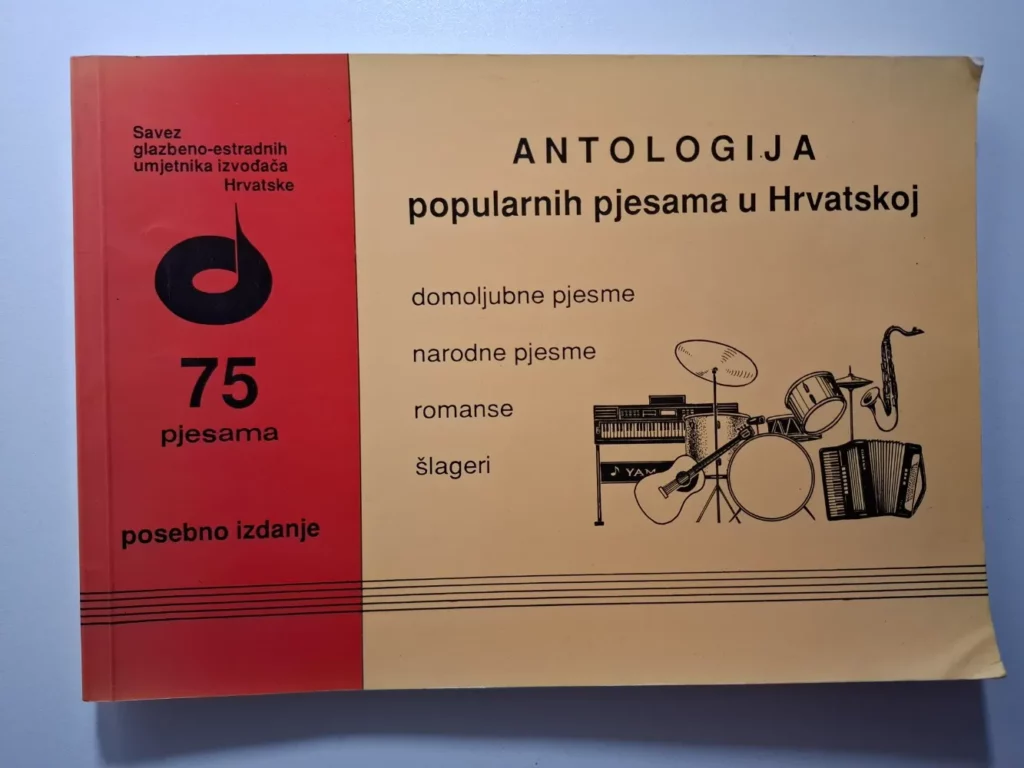 Savez
glazbeno-estradnih
umjetnika izvođača
Hrvatske
75
pjesama
posebno izdanje
ANTOLOGIJA
popularnih pjesama u Hrvatskoj
domoljubne pjesme
narodne pjesme
romanse
šlageri
YAM